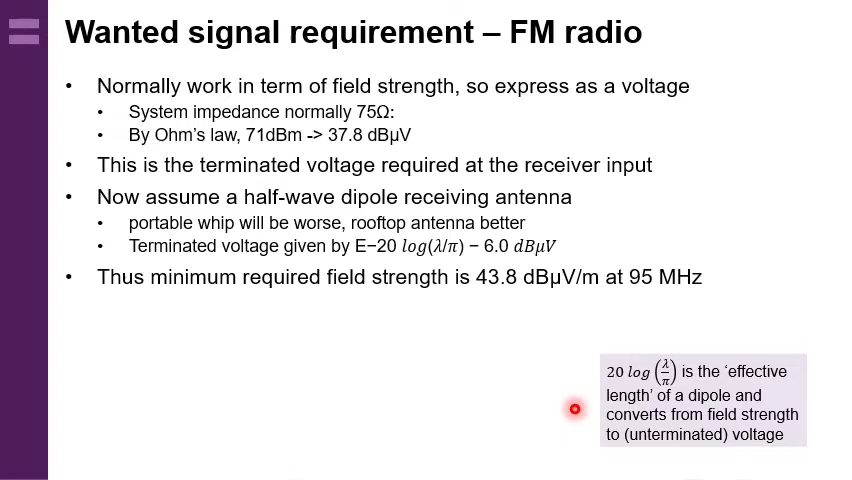 Wanted signal requirement – FM radio
• Normally work in term of field strength, so express as a voltage
• System impedance normally 75Ω:
• By Ohm's law, 71dBm -> 37.8 dBμV
• This is the terminated voltage required at the receiver input
• Now assume a half-wave dipole receiving antenna
• portable whip will be worse, rooftop antenna better
• Terminated voltage given by E−20 log(λ/π) − 6.0 dBμV
• Thus minimum required field strength is 43.8 dBμV/m at 95 MHz
20 log (λ/π) is the 'effective
length' of a dipole and
converts from field strength
to (unterminated) voltage